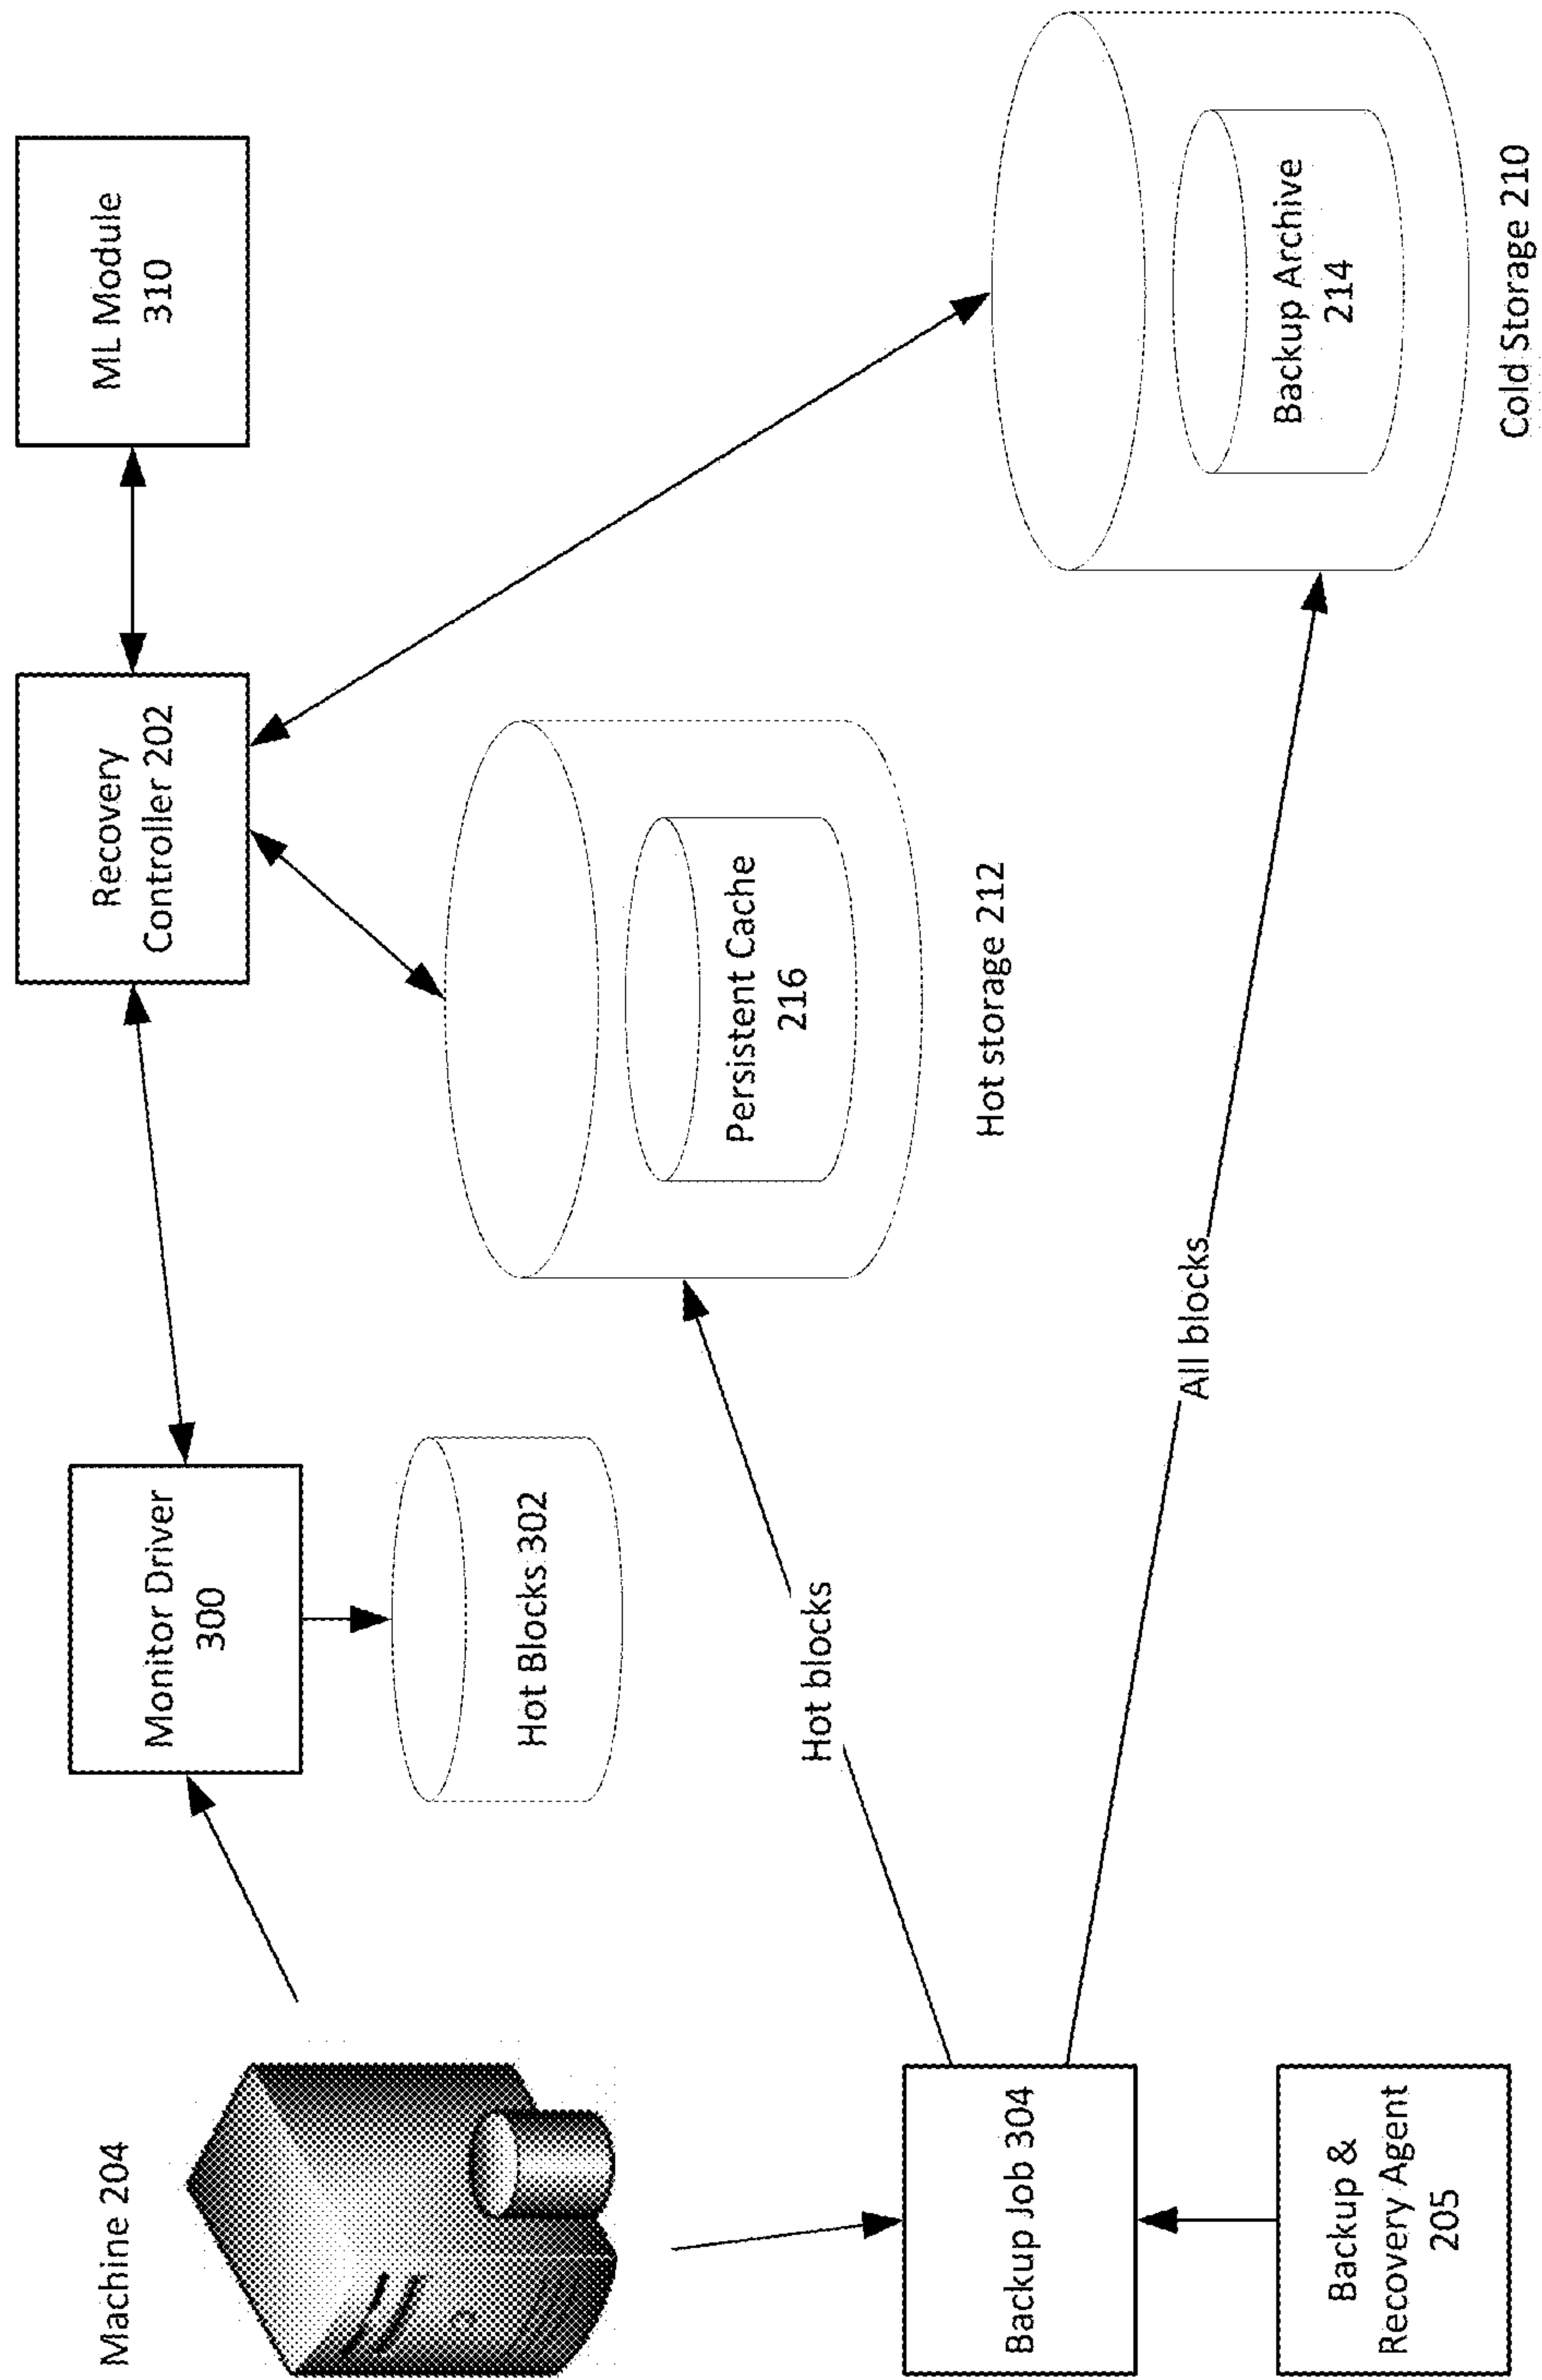 Machine 204
Monitor Driver
300
Recovery
Controller 202
ML Module
310
Hot Blocks 302
Persistent Cache
216
Hot storage 212
Hot blocks
All blocks
Backup Archive
214
Cold Storage 210
Backup Job 304
Backup &
Recovery Agent
205